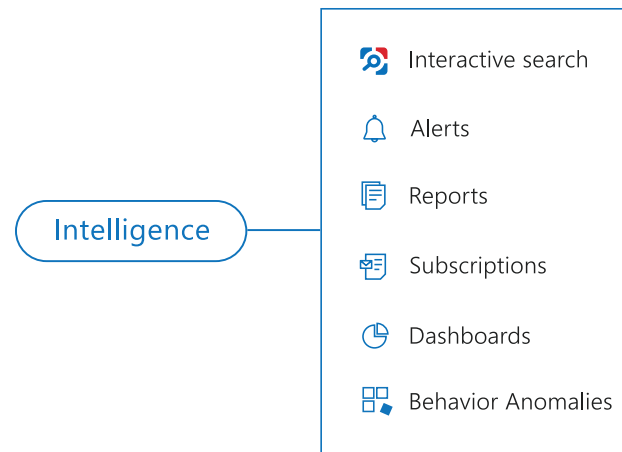 Interactive search
Alerts
Reports
Intelligence
Subscriptions
Dashboards
Behavior Anomalies